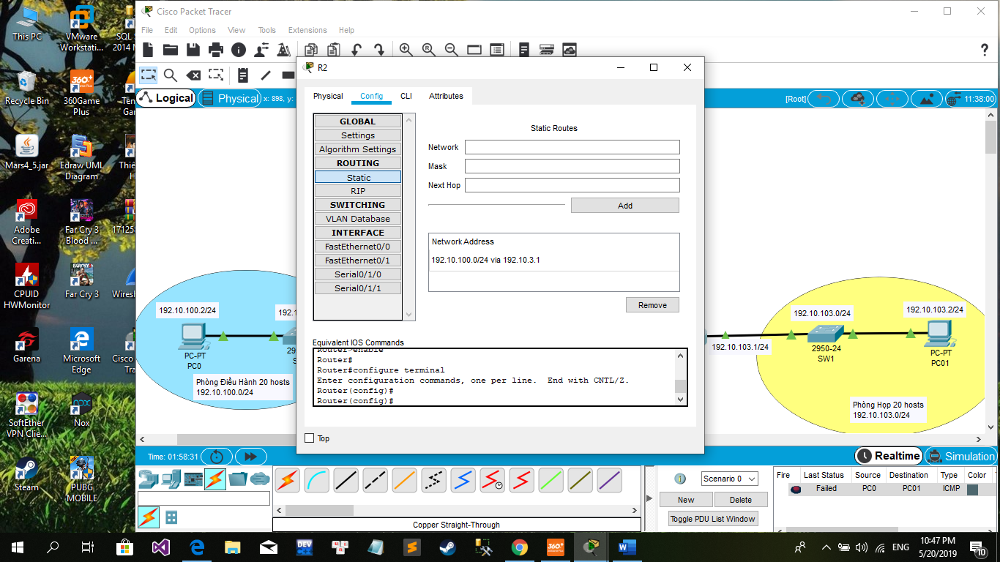 This PC
VMware Workstati...
SQL S
2014 M
Recycle Bin
360Game Plus
Ten
Gar
Mars4_5.jar
Edraw UML Diagram
Thiê
H
Adobe Creati...
Far Cry 3 Blood ...
17125
CPUID HWMonitor
Far Cry 3
Wiresh
Garena
Microsoft Edge
Cisco
Tra
SoftEther VPN Clie...
Nox
Steam
PUBG MOBILE
Cisco Packet Tracer
File Edit Options View Tools Extensions Help
Logical Physical x: 898, y: [Root] 11:38:00
R2
Physical Config CLI Attributes
GLOBAL
Settings
Algorithm Settings
ROUTING
Static
RIP
SWITCHING
VLAN Database
INTERFACE
FastEthernet0/0
FastEthernet0/1
Serial0/1/0
Serial0/1/1
Static Routes
Network
Mask
Next Hop
Add
Network Address
192.10.100.0/24 via 192.10.3.1
Remove
Equivalent IOS Commands
Router>enable
Router#
Router#configure terminal
Enter configuration commands, one per line. End with CNTL/Z.
Router(config)#
Router(config)#
Top
192.10.100.2/24
192.1
PC-PT
PC0
295
S
Phòng Điều Hành 20 hosts
192.10.100.0/24
192.10.103.0/24
192.10.103.2/24
192.10.103.1/24
2950-24
SW1
PC-PT
PC01
Phòng Họp 20 hosts
192.10.103.0/24
Time: 01:58:31
Realtime Simulation
Scenario 0
New Delete
Toggle PDU List Window
Fire Last Status Source Destination Type Color
Failed PC0 PC01 ICMP
Copper Straight-Through
ENG
10:47 PM
5/20/2019
10